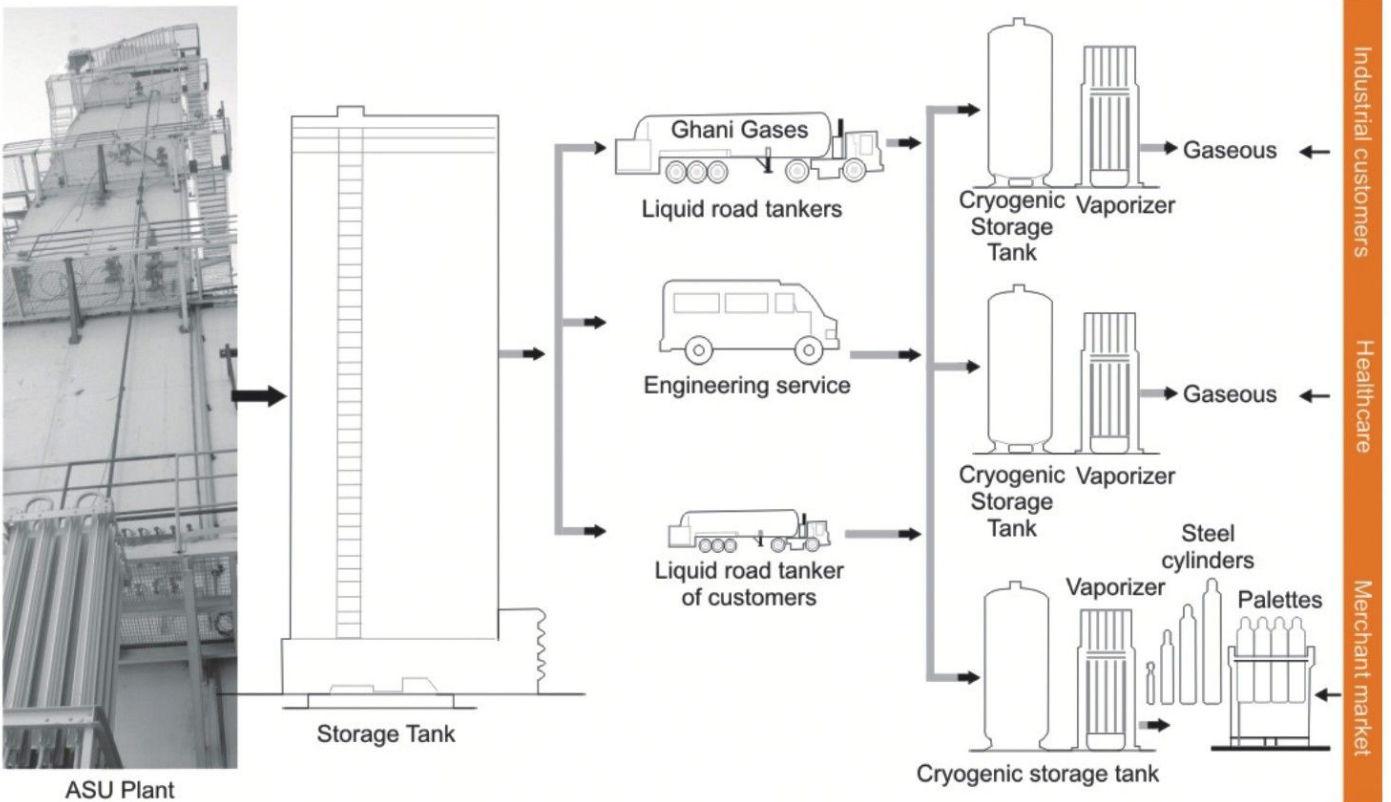 ASU Plant
Storage Tank
Ghani Gases
Liquid road tankers
Engineering service
Liquid road tanker
of customers
Cryogenic
Storage
Tank
Vaporizer
Gaseous
Cryogenic
Storage
Tank
Vaporizer
Gaseous
Cryogenic storage tank
Vaporizer
Steel
cylinders
Palettes
Industrial customers
Healthcare
Merchant market